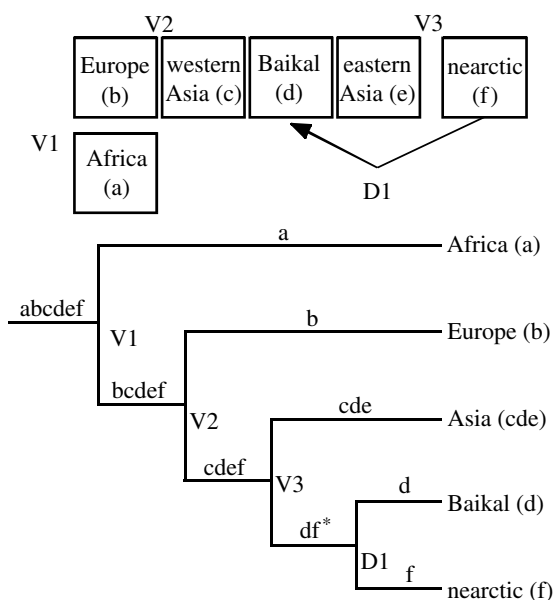 V2 V3
Europe (b)
western Asia (c)
Baikal (d)
eastern Asia (e)
nearctic (f)
V1
Africa (a)
D1
a
Africa (a)
abcdef
V1
b
Europe (b)
bcdef
V2
cde
Asia (cde)
cdef
V3
d
Baikal (d)
df*
D1
f
nearctic (f)